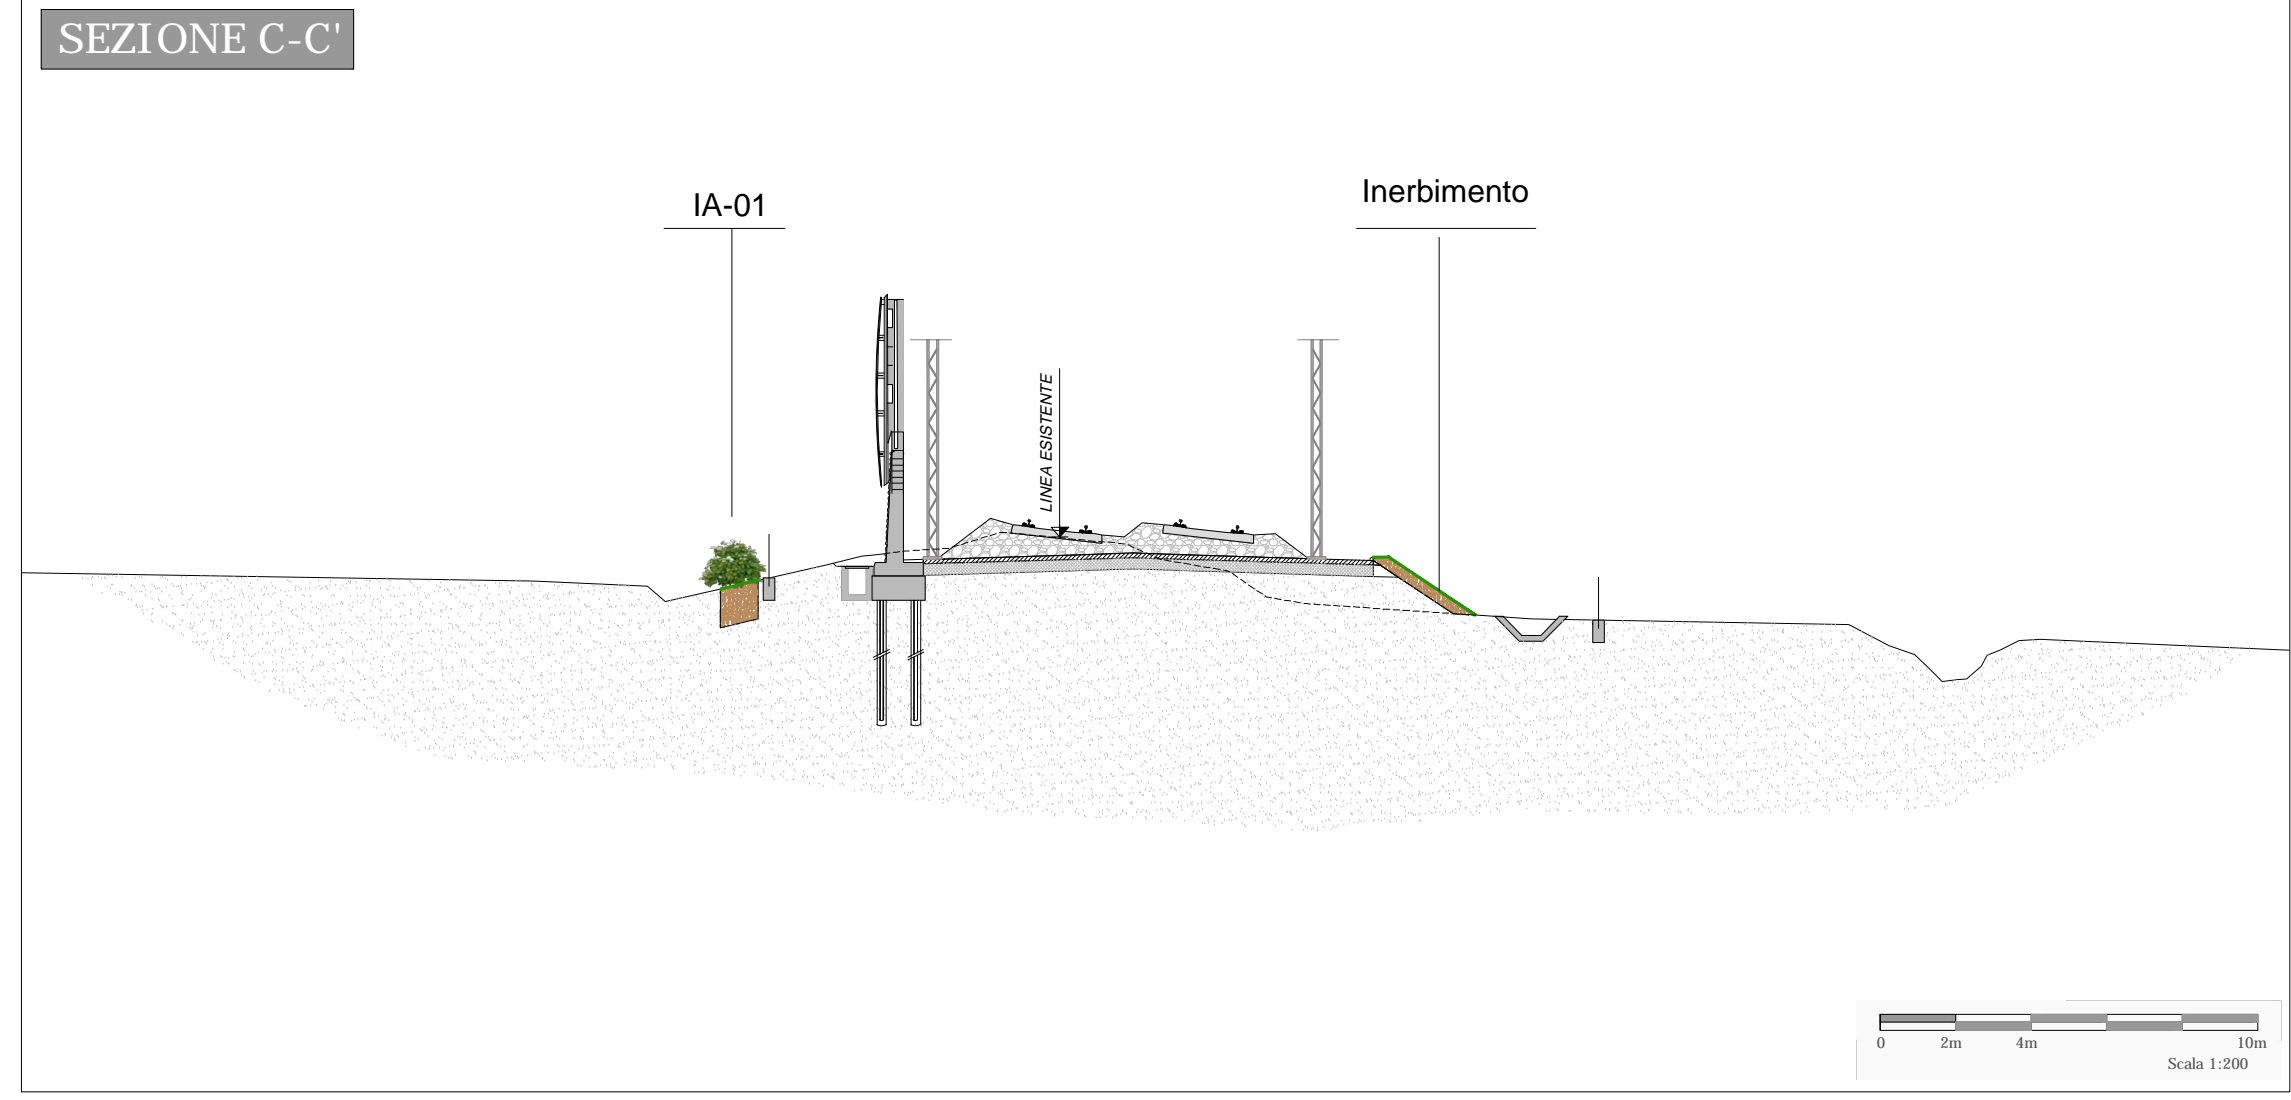 SEZIONE C-C'
IA-01
Inerbimento
LINEA ESISTENTE
0 2m 4m 10m
Scala 1:200